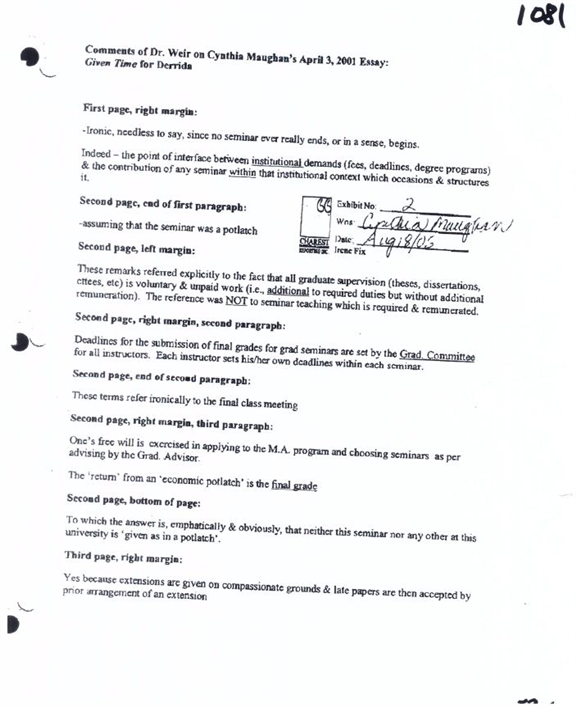 1081
Comments of Dr. Weir on Cynthia Maughan's April 3, 2001 Essay:
Given Time for Derrida
First page, right margin:
-Ironic, needless to say, since no seminar ever really ends, or in a sense, begins.
Indeed – the point of interface between institutional demands (fees, deadlines, degree programs)
& the contribution of any seminar within that institutional context which occasions & structures
it.
Second page, end of first paragraph:
-assuming that the seminar was a potlatch
Exhibit No: 2
Wns: Cynthia Maughan
Date: Aug 18/06
CHAREST
REPORTING INC. Irene Fix
Second page, left margin:
These remarks referred explicitly to the fact that all graduate supervision (theses, dissertations,
cttees, etc) is voluntary & unpaid work (i.e., additional to required duties but without additional
remuneration). The reference was NOT to seminar teaching which is required & remunerated.
Second page, right margin, second paragraph:
Deadlines for the submission of final grades for grad seminars are set by the Grad. Committee
for all instructors. Each instructor sets his/her own deadlines within each seminar.
Second page, end of second paragraph:
These terms refer ironically to the final class meeting
Second page, right margin, third paragraph:
One's free will is exercised in applying to the M.A. program and choosing seminars as per
advising by the Grad. Advisor.
The 'return' from an 'economic potlatch' is the final grade
Second page, bottom of page:
To which the answer is, emphatically & obviously, that neither this seminar nor any other at this
university is 'given as in a potlatch'.
Third page, right margin:
Yes because extensions are given on compassionate grounds & late papers are then accepted by
prior arrangement of an extension